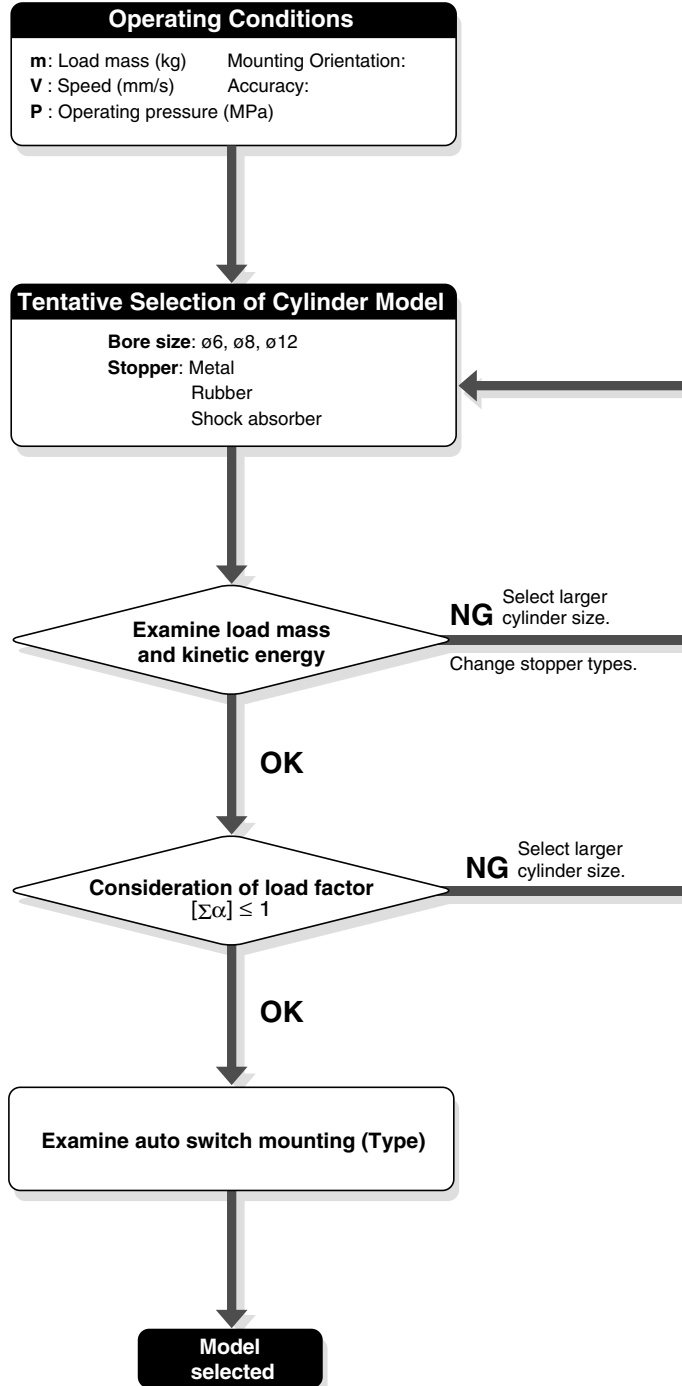 Operating Conditions
m: Load mass (kg) Mounting Orientation:
V : Speed (mm/s) Accuracy:
P : Operating pressure (MPa)
Tentative Selection of Cylinder Model
Bore size: ø6, ø8, ø12
Stopper: Metal
Rubber
Shock absorber
Examine load mass
and kinetic energy
NG Select larger
cylinder size.
Change stopper types.
OK
Consideration of load factor
[Σα] ≤ 1
NG Select larger
cylinder size.
OK
Examine auto switch mounting (Type)
Model
selected